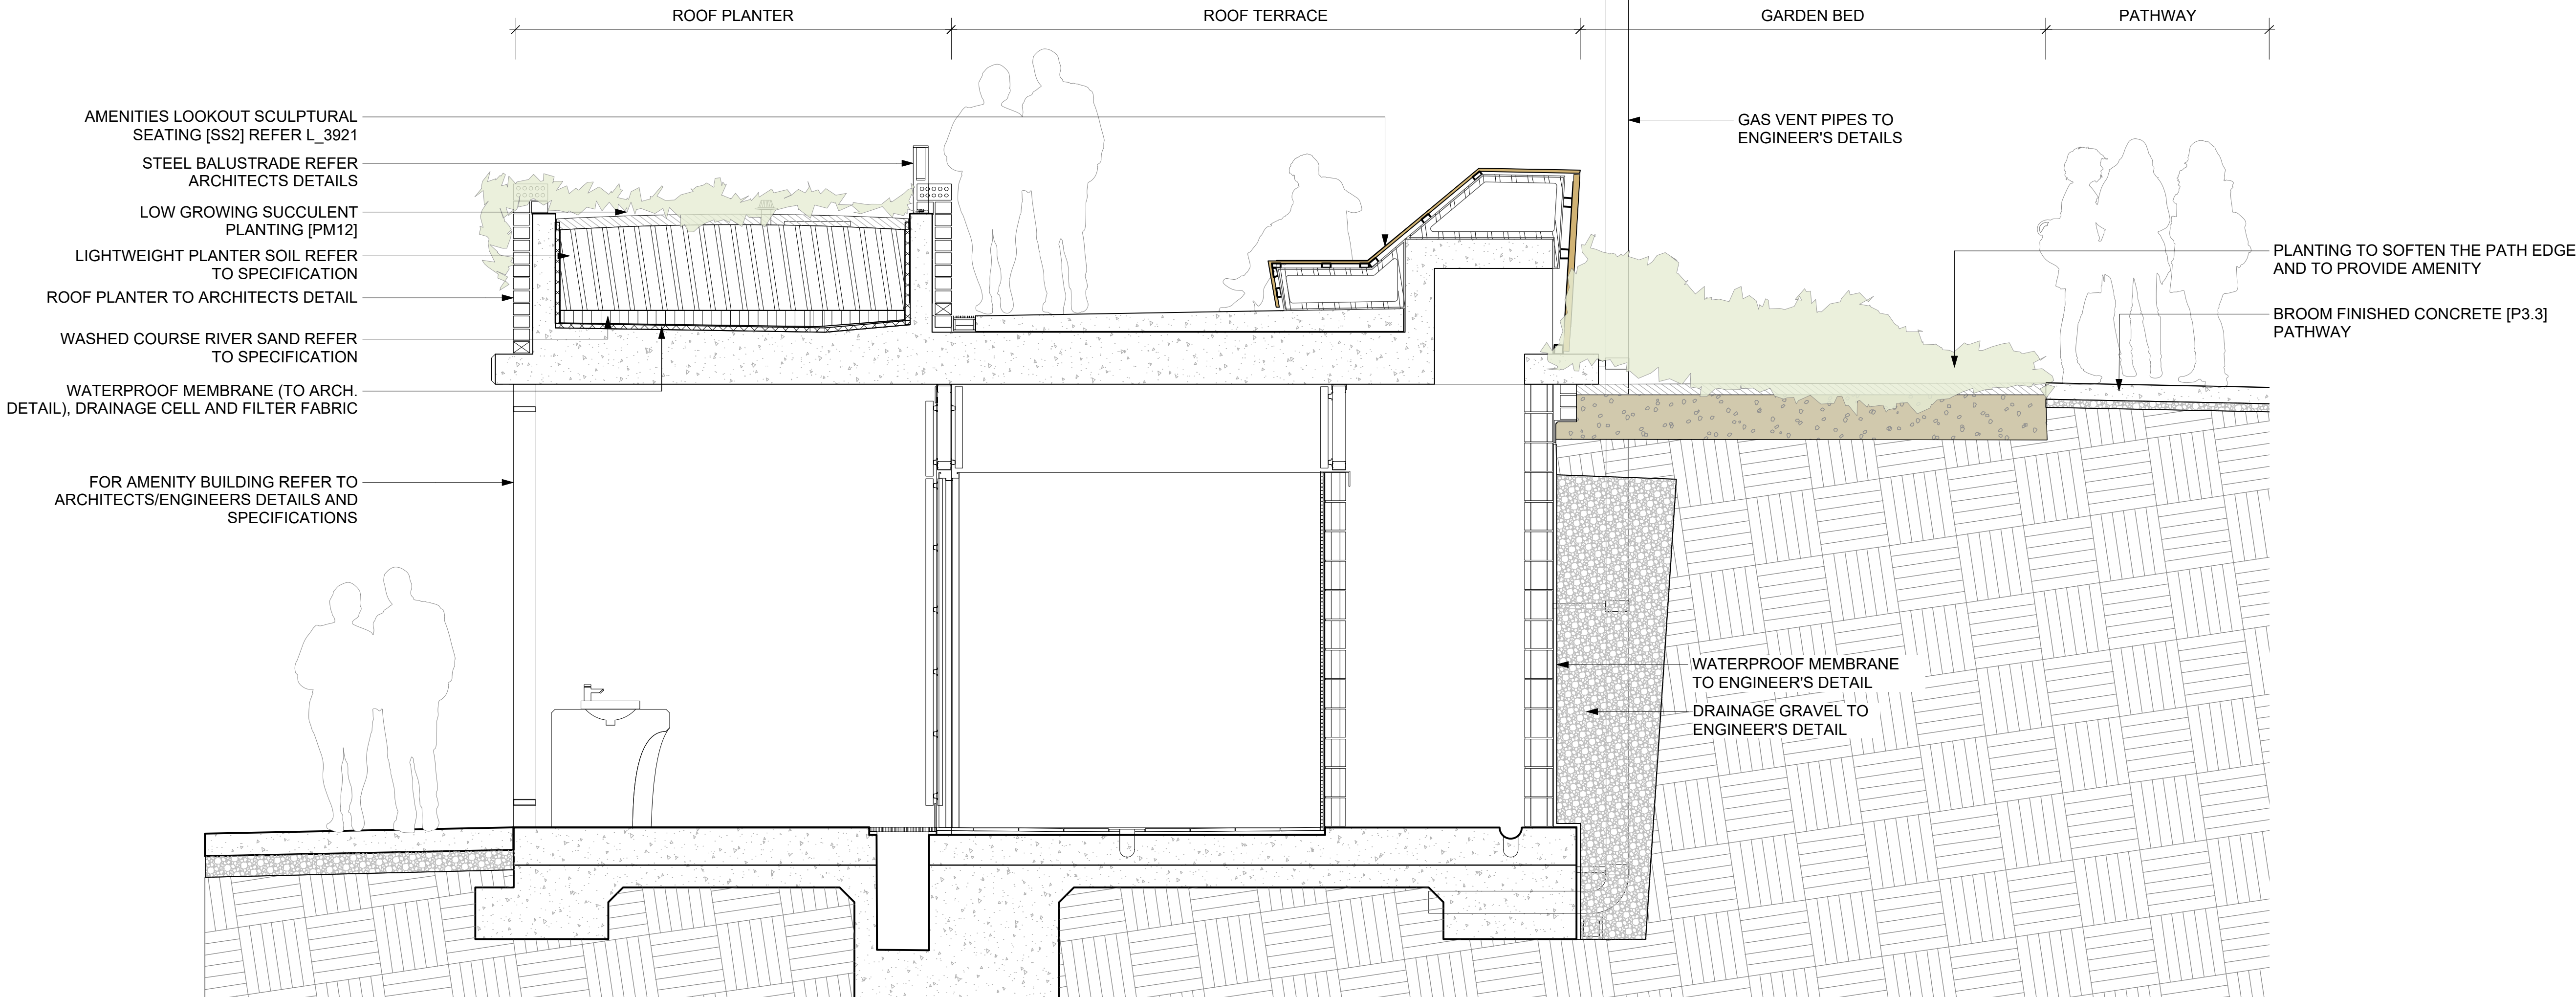 ROOF PLANTER
ROOF TERRACE
GARDEN BED
PATHWAY
AMENITIES LOOKOUT SCULPTURAL
SEATING [SS2] REFER L_3921
STEEL BALUSTRADE REFER
ARCHITECTS DETAILS
LOW GROWING SUCCULENT
PLANTING [PM12]
LIGHTWEIGHT PLANTER SOIL REFER
TO SPECIFICATION
ROOF PLANTER TO ARCHITECTS DETAIL
WASHED COURSE RIVER SAND REFER
TO SPECIFICATION
WATERPROOF MEMBRANE (TO ARCH.
DETAIL), DRAINAGE CELL AND FILTER FABRIC
FOR AMENITY BUILDING REFER TO
ARCHITECTS/ENGINEERS DETAILS AND
SPECIFICATIONS
GAS VENT PIPES TO
ENGINEER'S DETAILS
PLANTING TO SOFTEN THE PATH EDGE
AND TO PROVIDE AMENITY
BROOM FINISHED CONCRETE [P3.3]
PATHWAY
WATERPROOF MEMBRANE
TO ENGINEER'S DETAIL
DRAINAGE GRAVEL TO
ENGINEER'S DETAIL